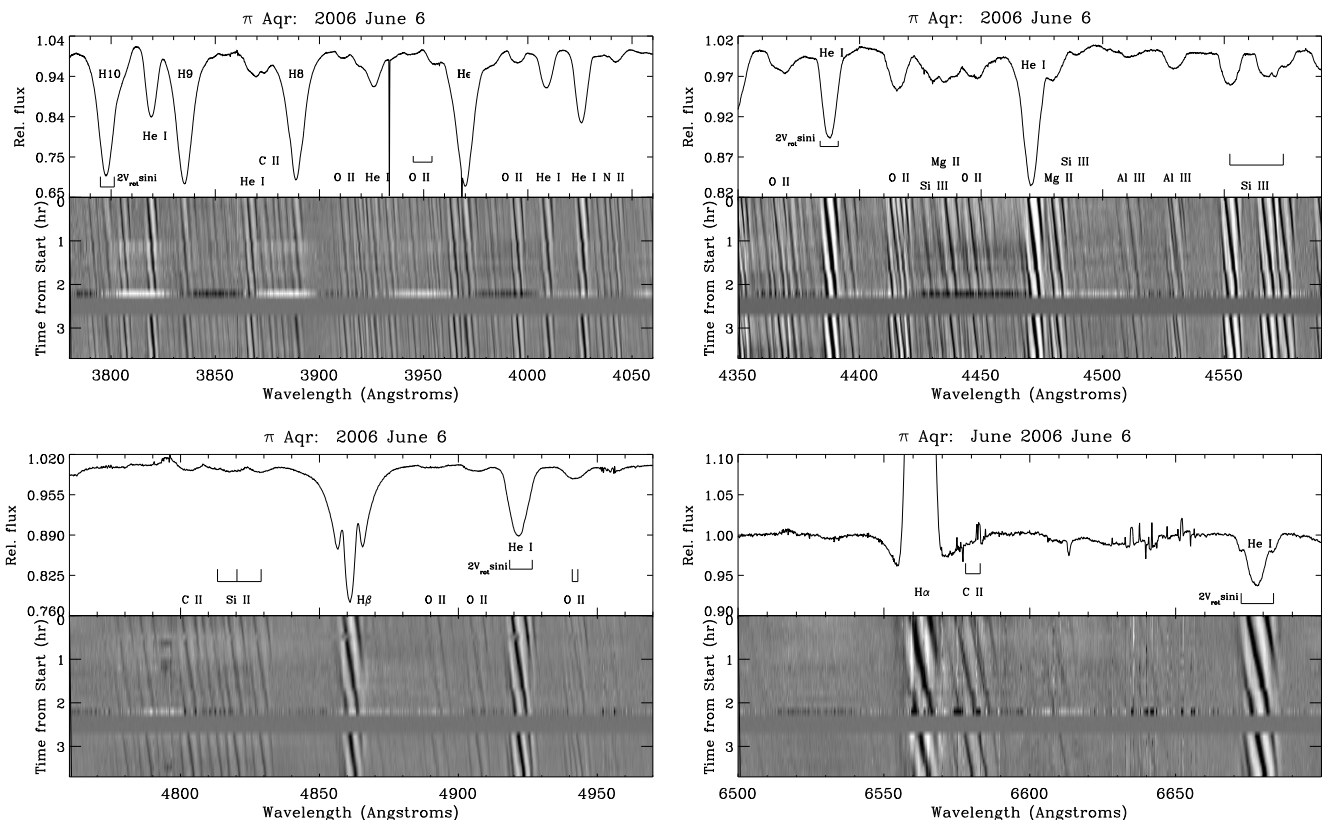 π Aqr: 2006 June 6
1.04
0.94
0.84
0.75
0.65
Rel. flux
H10
H9
H8
Hε
He I
C II
2V_rot sini
He I
O II
He I
O II
O II
He I
He I
N II
0
1
2
3
Time from Start (hr)
3800
3850
3900
3950
4000
4050
Wavelength (Angstroms)
π Aqr: 2006 June 6
1.02
0.97
0.92
0.87
0.82
Rel. flux
He I
He I
2V_rot sini
Mg II
Si III
O II
O II
Si III
O II
Mg II
Al III
Al III
Si III
0
1
2
3
Time from Start (hr)
4350
4400
4450
4500
4550
Wavelength (Angstroms)
π Aqr: 2006 June 6
1.020
0.955
0.890
0.825
0.760
Rel. flux
He I
2V_rot sini
C II
Si II
Hβ
O II
O II
O II
0
1
2
3
Time from Start (hr)
4800
4850
4900
4950
Wavelength (Angstroms)
π Aqr: June 2006 June 6
1.10
1.05
1.00
0.95
0.90
Rel. flux
He I
Hα
C II
2V_rot sini
0
1
2
3
Time from Start (hr)
6500
6550
6600
6650
Wavelength (Angstroms)